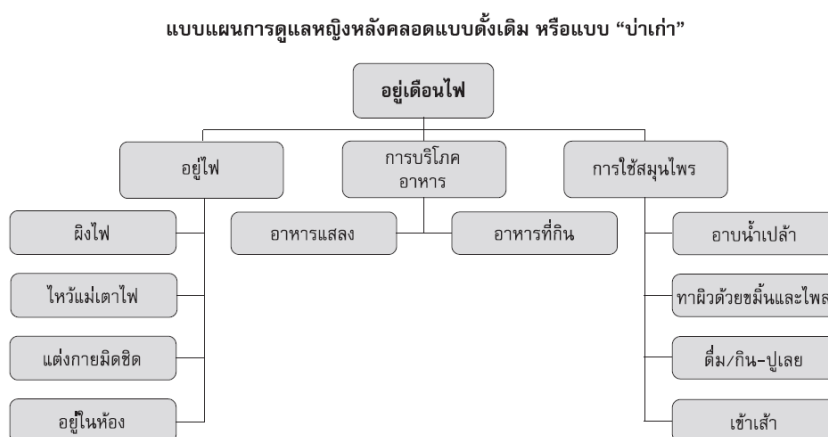 แบบแผนการดูแลหญิงหลังคลอดแบบดั้งเดิม หรือแบบ “บ่าเก่า”
อยู่เดือนไฟ
อยู่ไฟ
การบริโภค
อาหาร
การใช้สมุนไพร
ผิงไฟ
อาหารแสลง
อาหารที่กิน
อาบน้ำเปล้า
ไหว้แม่เตาไฟ
ทาผิวด้วยขมิ้นและไพล
แต่งกายมิดชิด
ดื่ม/กิน-ปูเลย
อยู่ในห้อง
เข้าเส้า